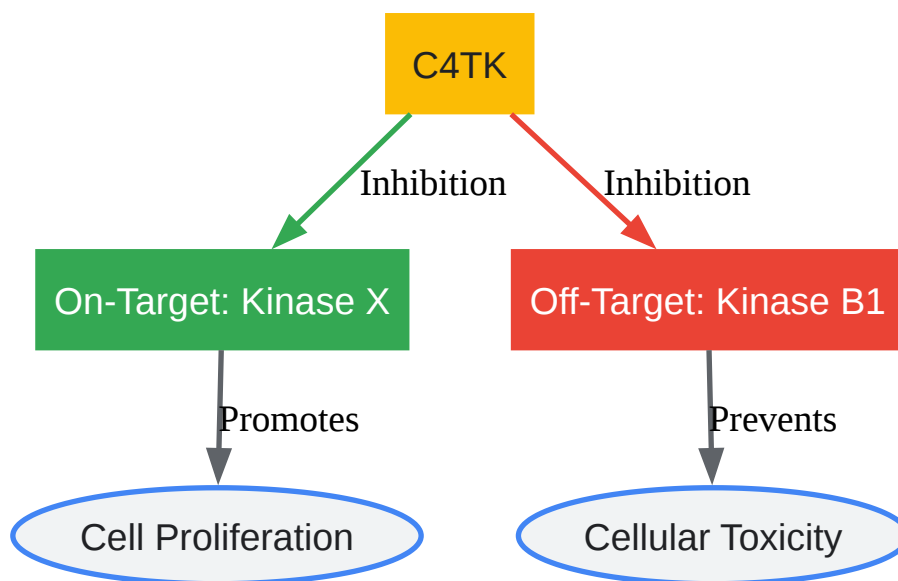 C4TK
Inhibition
Inhibition
On-Target: Kinase X
Off-Target: Kinase B1
Promotes
Prevents
Cell Proliferation
Cellular Toxicity